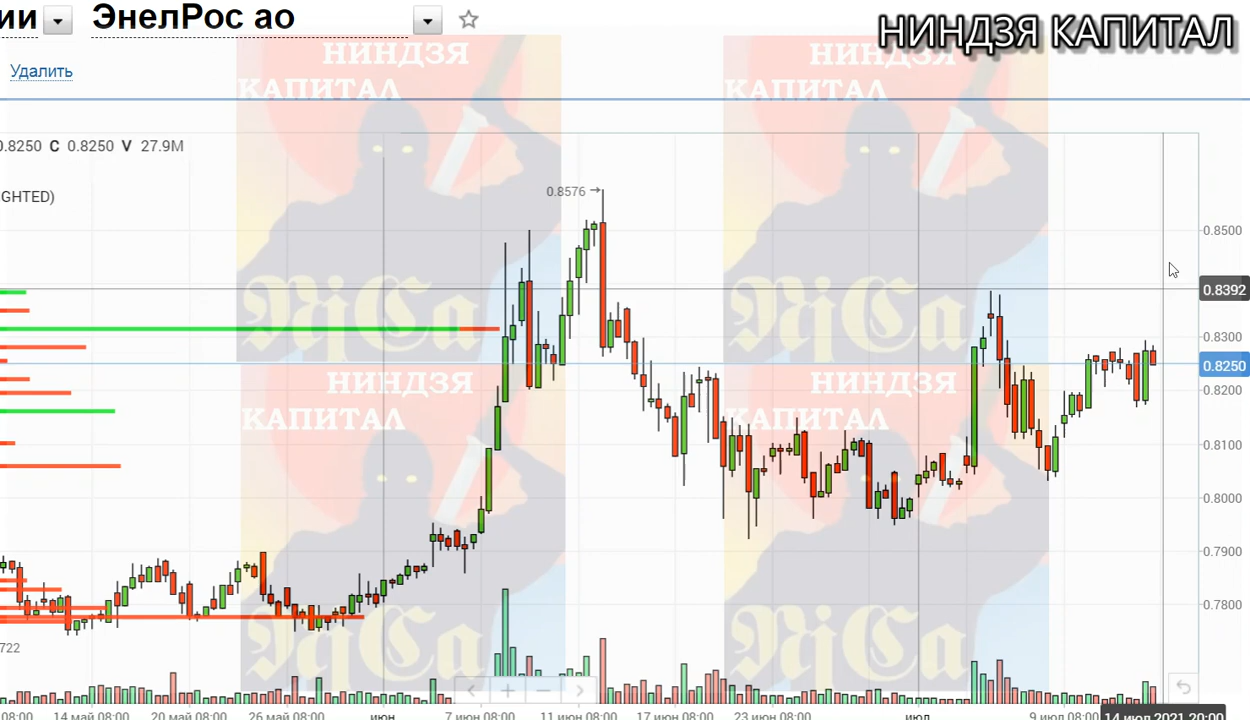 ии ЭнелРос ао
НИНДЗЯ КАПИТАЛ
Удалить
НИНДЗЯ
КАПИТАЛ
НИНДЗЯ
КАПИТАЛ
0.8250 C 0.8250 V 27.9M
GHTED)
0.8576
0.8500
0.8392
0.8300
0.8250
0.8200
0.8100
0.8000
0.7900
0.7800
NiCa
NiCa
НИНДЗЯ
КАПИТАЛ
НИНДЗЯ
КАПИТАЛ
NiCa
NiCa
722
08:00 14 май 08:00 20 май 08:00 26 май 08:00 июн 7 июн 08:00 11 июн 08:00 17 июн 08:00 23 июн 08:00 июл 9 июл 08:00 14 июл 2021 20:00